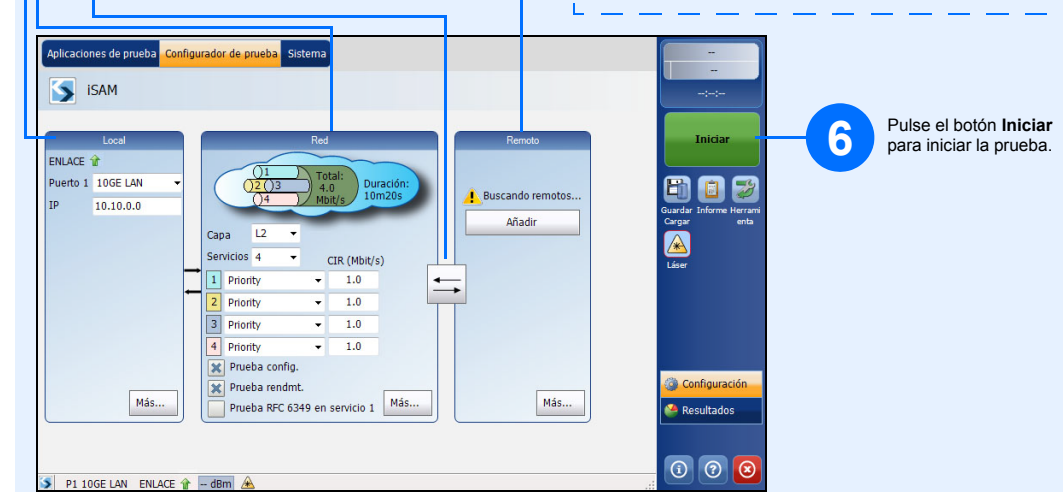 Aplicaciones de prueba Configurador de prueba Sistema
iSAM
Local
ENLACE
Puerto 1 10GE LAN
IP 10.10.0.0
Más...
Red
1
2 3
4
Total:
4.0
Mbit/s
Duración:
10m20s
Capa L2
Servicios 4 CIR (Mbit/s)
1 Priority 1.0
2 Priority 1.0
3 Priority 1.0
4 Priority 1.0
Prueba config.
Prueba rendmt.
Prueba RFC 6349 en servicio 1
Más...
Remoto
Buscando remotos...
Añadir
Más...
P1 10GE LAN ENLACE -- dBm
--
--
--:--:--
Iniciar
Guardar Informe Herrami
Cargar enta
Láser
Configuración
Resultados
6
Pulse el botón Iniciar
para iniciar la prueba.